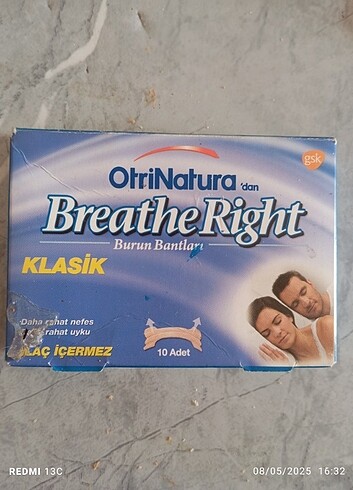 gsk
OtriNatura'dan
Breathe Right
Burun Bantları
KLASİK
Daha rahat nefes
rahat uyku
İLAÇ İÇERMEZ
10 Adet
REDMI 13C
08/05/2025 16:32